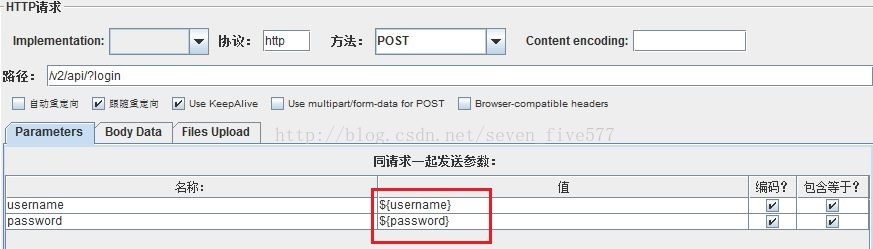 HTTP请求
Implementation: 协议: http 方法: POST Content encoding:
路径: /v2/api/?login
自动重定向 跟随重定向 Use KeepAlive Use multipart/form-data for POST Browser-compatible headers
Parameters Body Data Files Upload
http://blog.csdn.net/seven_five577
同请求一起发送参数:
名称: 值 编码? 包含等于?
username ${username}
password ${password}